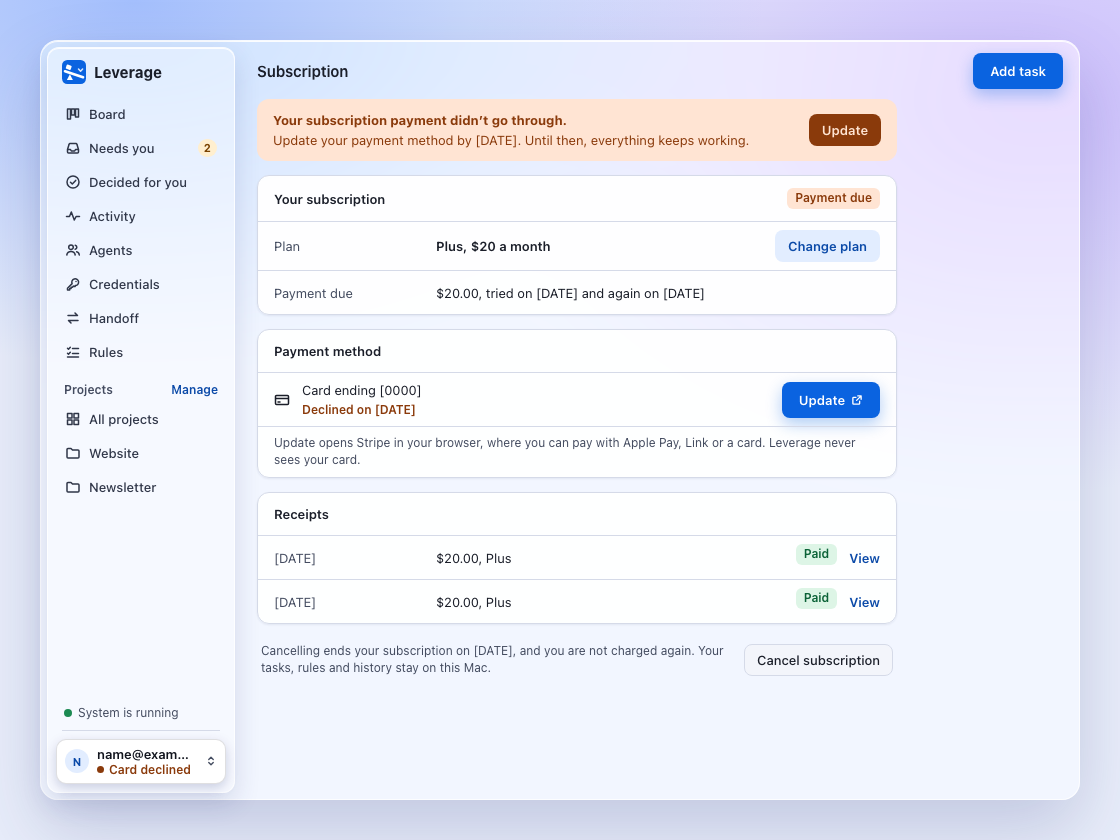 Leverage
Board
Needs you 2
Decided for you
Activity
Agents
Credentials
Handoff
Rules
Projects Manage
All projects
Website
Newsletter
System is running
N
name@exam...
Card declined
Subscription
Add task
Your subscription payment didn’t go through.
Update your payment method by [DATE]. Until then, everything keeps working.
Update
Your subscription
Payment due
Plan
Plus, $20 a month
Change plan
Payment due
$20.00, tried on [DATE] and again on [DATE]
Payment method
Card ending [0000]
Declined on [DATE]
Update
Update opens Stripe in your browser, where you can pay with Apple Pay, Link or a card. Leverage never
sees your card.
Receipts
[DATE] $20.00, Plus Paid View
[DATE] $20.00, Plus Paid View
Cancelling ends your subscription on [DATE], and you are not charged again. Your
tasks, rules and history stay on this Mac.
Cancel subscription